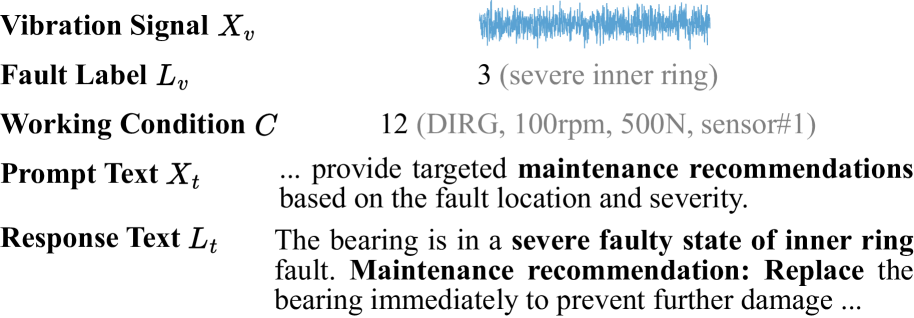 Vibration Signal X_v
Fault Label L_v 3 (severe inner ring)
Working Condition C 12 (DIRG, 100rpm, 500N, sensor#1)
Prompt Text X_t ... provide targeted maintenance recommendations
based on the fault location and severity.
Response Text L_t The bearing is in a severe faulty state of inner ring
fault. Maintenance recommendation: Replace the
bearing immediately to prevent further damage ...